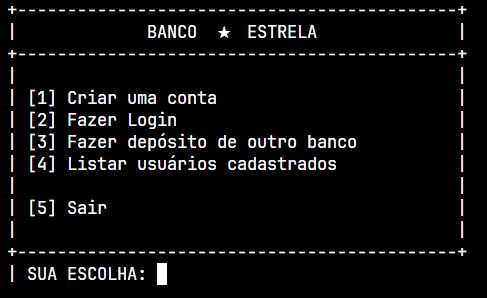 BANCO ★ ESTRELA
[1] Criar uma conta
[2] Fazer Login
[3] Fazer depósito de outro banco
[4] Listar usuários cadastrados
[5] Sair
SUA ESCOLHA: